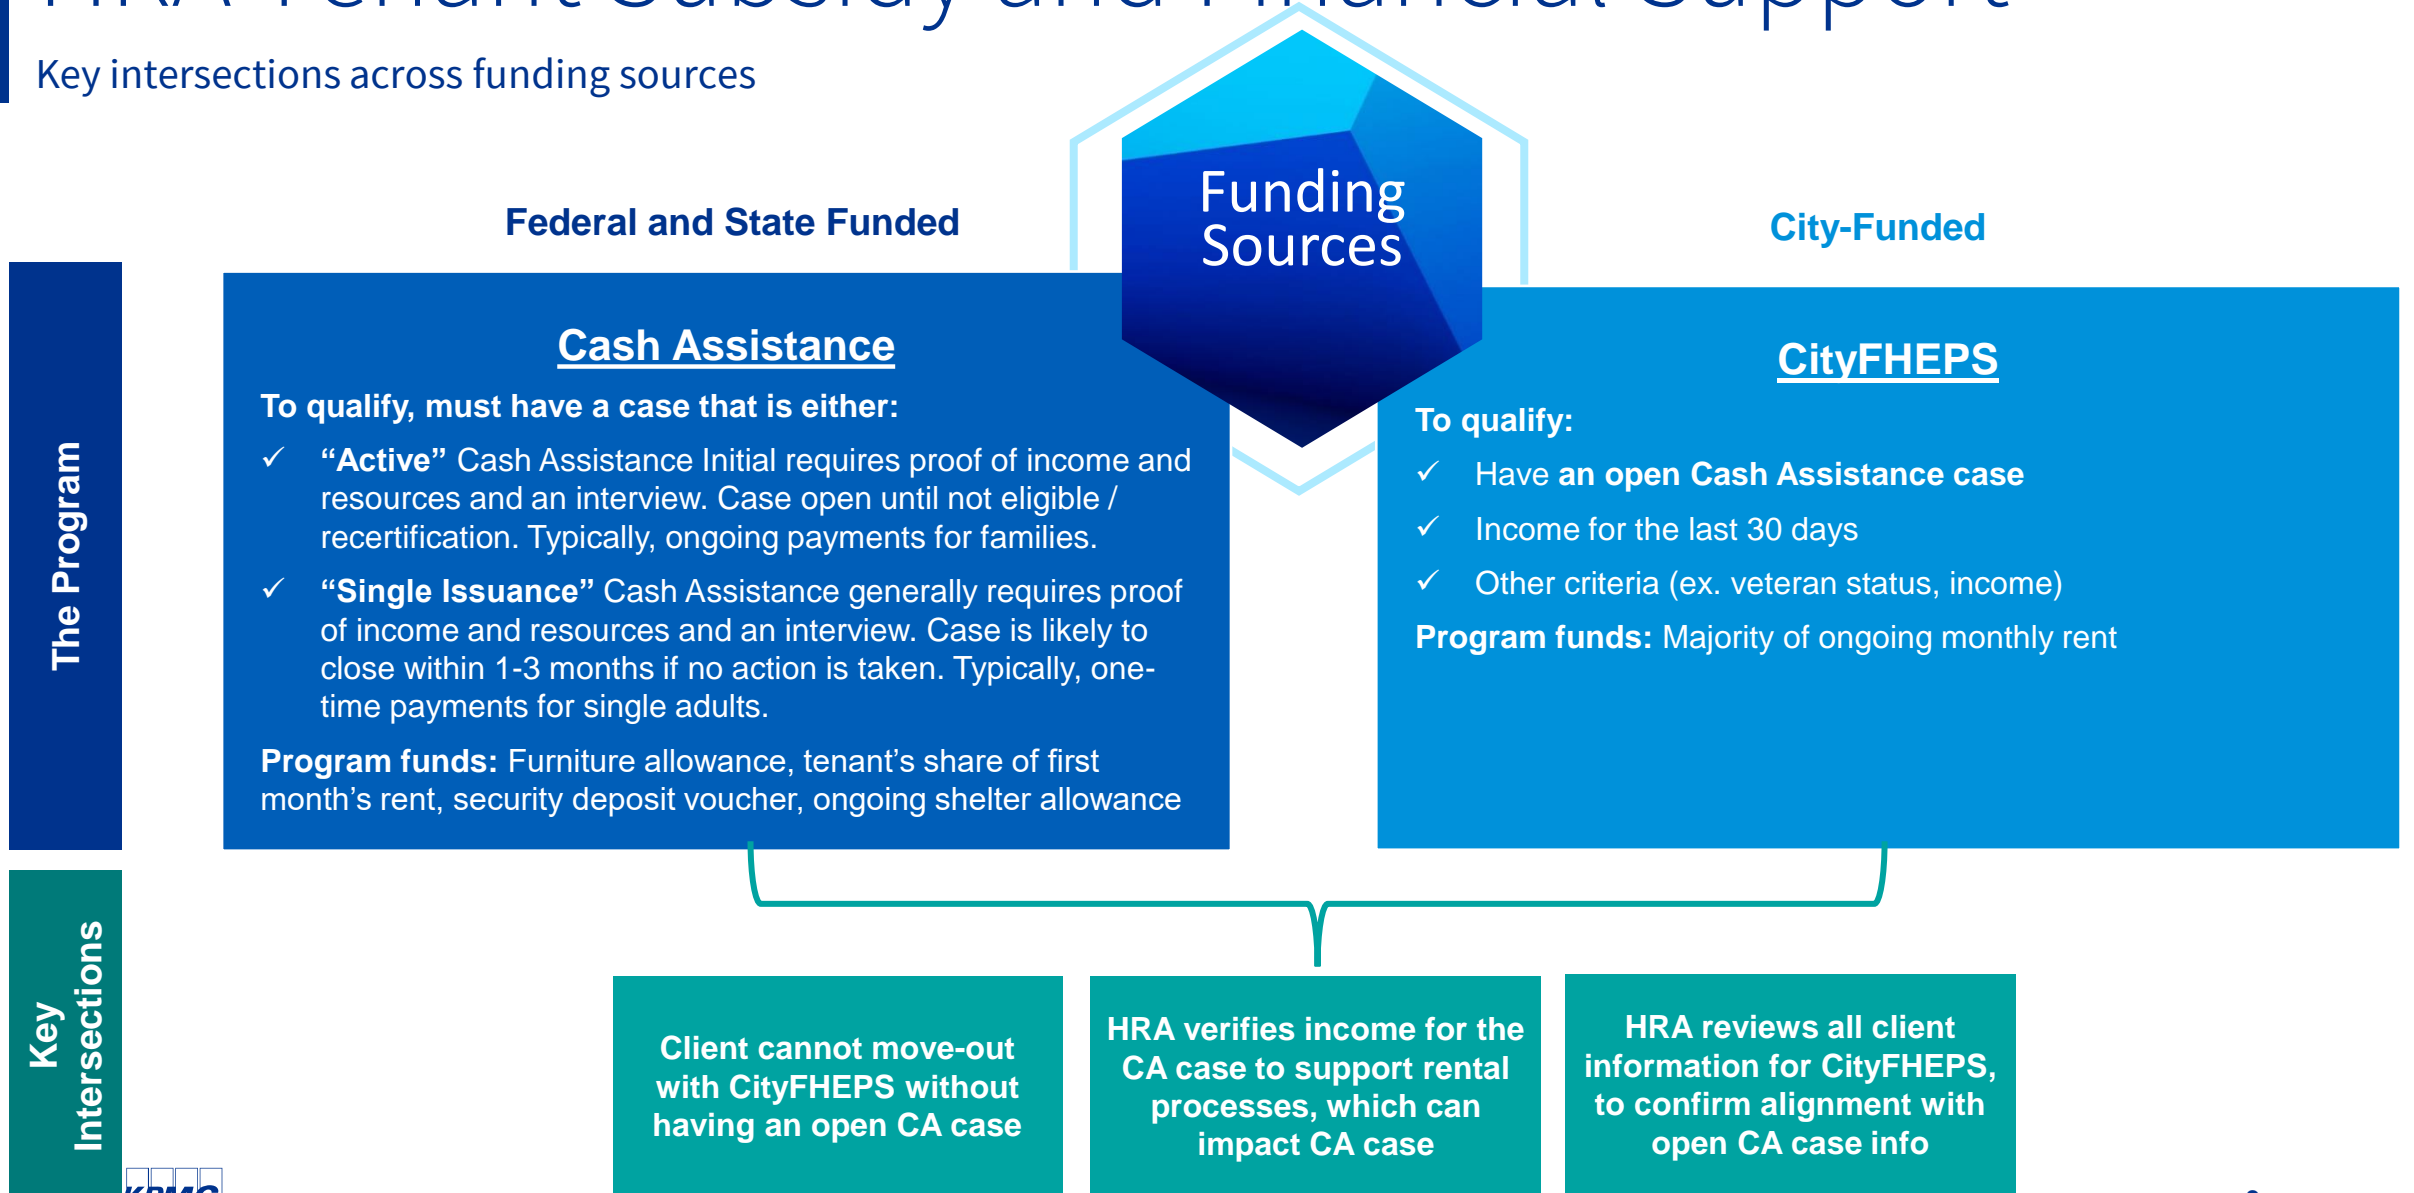 HRA Tenant Subsidy and Financial Support
Key intersections across funding sources
Funding
Sources
Federal and State Funded
City-Funded
The Program
Cash Assistance
To qualify, must have a case that is either:
✓ “Active” Cash Assistance Initial requires proof of income and
resources and an interview. Case open until not eligible /
recertification. Typically, ongoing payments for families.
✓ “Single Issuance” Cash Assistance generally requires proof
of income and resources and an interview. Case is likely to
close within 1-3 months if no action is taken. Typically, one-
time payments for single adults.
Program funds: Furniture allowance, tenant’s share of first
month’s rent, security deposit voucher, ongoing shelter allowance
CityFHEPS
To qualify:
✓ Have an open Cash Assistance case
✓ Income for the last 30 days
✓ Other criteria (ex. veteran status, income)
Program funds: Majority of ongoing monthly rent
Key
Intersections
Client cannot move-out
with CityFHEPS without
having an open CA case
HRA verifies income for the
CA case to support rental
processes, which can
impact CA case
HRA reviews all client
information for CityFHEPS,
to confirm alignment with
open CA case info
KPMG